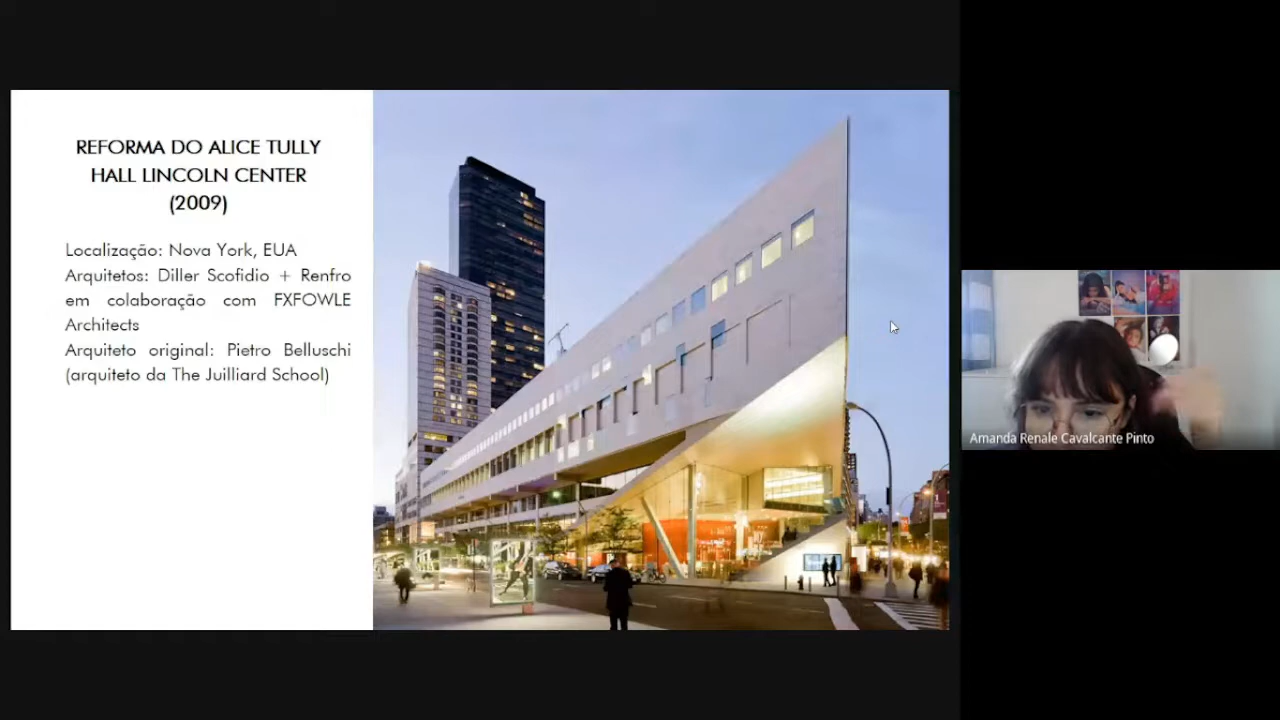 REFORMA DO ALICE TULLY
HALL LINCOLN CENTER
(2009)
Localização: Nova York, EUA
Arquitetos: Diller Scofidio + Renfro
em colaboração com FXFOWLE
Architects
Arquiteto original: Pietro Belluschi
(arquiteto da The Juilliard School)
Amanda Renale Cavalcante Pinto